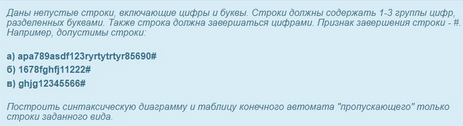 Даны непустые строки, включающие цифры и буквы. Строки должны содержать 1-3 группы цифр,
разделенных буквами. Также строка должна завершаться цифрами. Признак завершения строки - #.
Например, допустимы строки:
а) apa789asdf123ryrtytrtyr85690#
б) 1678fghfj11222#
в) ghjg12345566#
Построить синтаксическую диаграмму и таблицу конечного автомата "пропускающего" только
строки заданного вида.